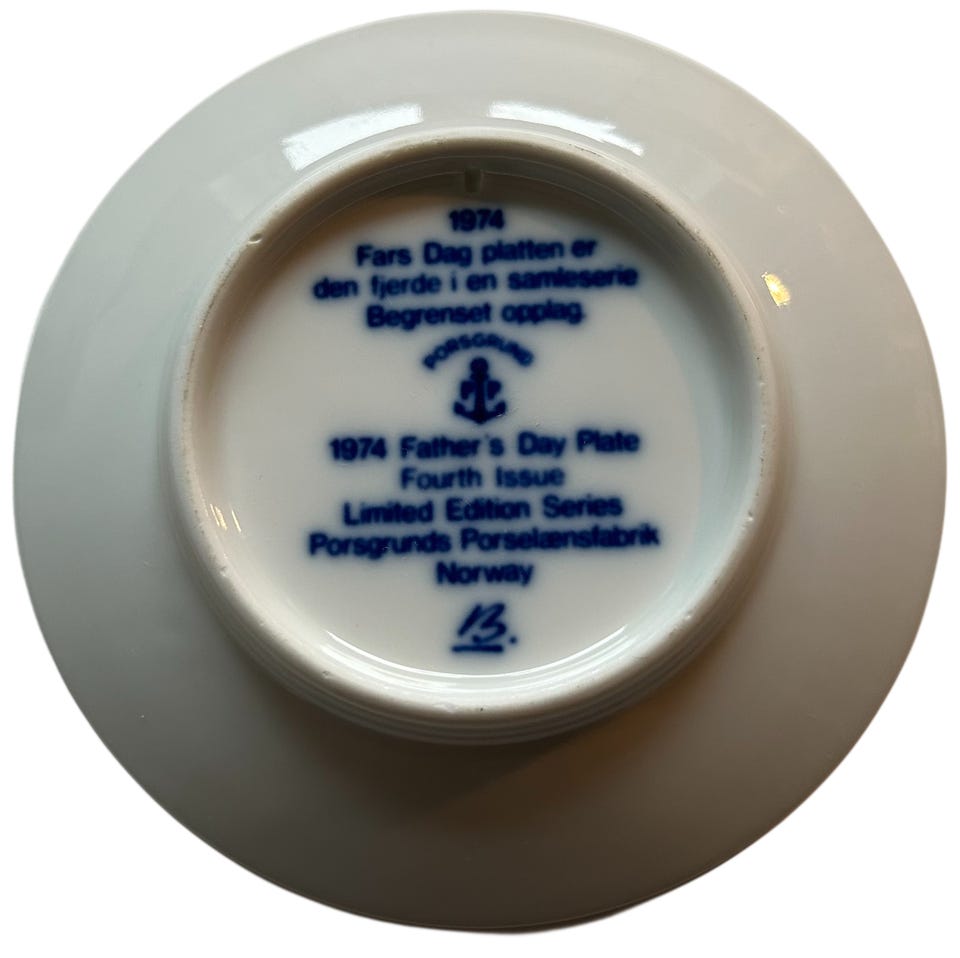 1974
Fars Dag platten er
den fjerde i en samleserie
Begrenset opplag.
PORSGRUND
1974 Father's Day Plate
Fourth Issue
Limited Edition Series
Porsgrunds Porselænsfabrik
Norway